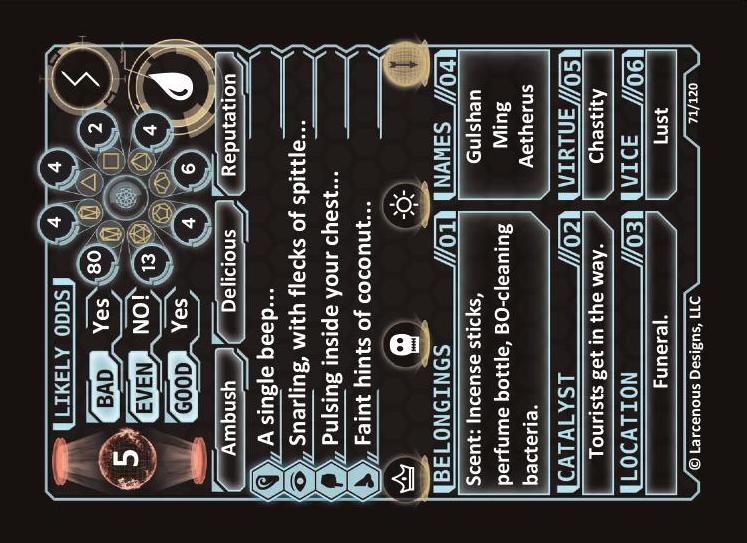 5
LIKELY ODDS
BAD Yes
EVEN NO!
GOOD Yes
4
4
2
80
4
13
6
4
Ambush
Delicious
Reputation
A single beep...
Snarling, with flecks of spittle...
Pulsing inside your chest...
Faint hints of coconut...
BELONGINGS //01
Scent: Incense sticks,
perfume bottle, BO-cleaning
bacteria.
NAMES //04
Gulshan
Ming
Aetherus
CATALYST //02
Tourists get in the way.
VIRTUE //05
Chastity
LOCATION //03
Funeral.
VICE //06
Lust
© Larcenous Designs, LLC
71/120